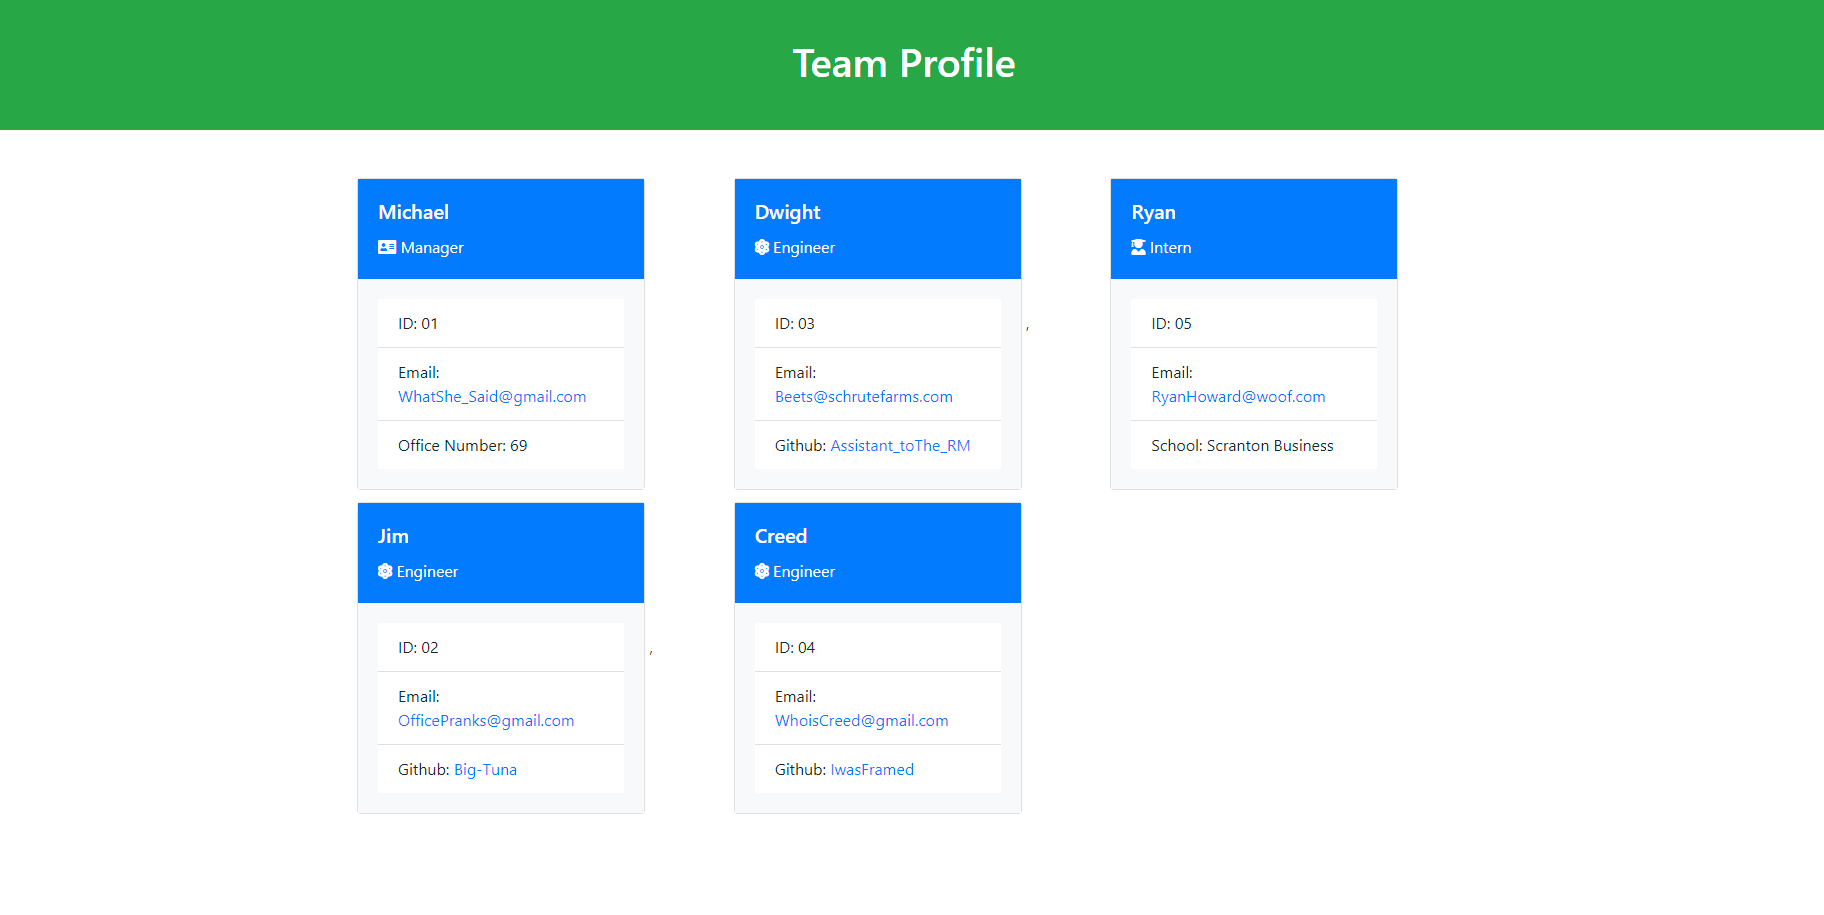 Team Profile
Michael
Manager
ID: 01
Email:
WhatShe_Said@gmail.com
Office Number: 69
Dwight
Engineer
ID: 03
Email:
Beets@schrutefarms.com
Github: Assistant_toThe_RM
,
Ryan
Intern
ID: 05
Email:
RyanHoward@woof.com
School: Scranton Business
Jim
Engineer
ID: 02
Email:
OfficePranks@gmail.com
Github: Big-Tuna
,
Creed
Engineer
ID: 04
Email:
WhoisCreed@gmail.com
Github: IwasFramed